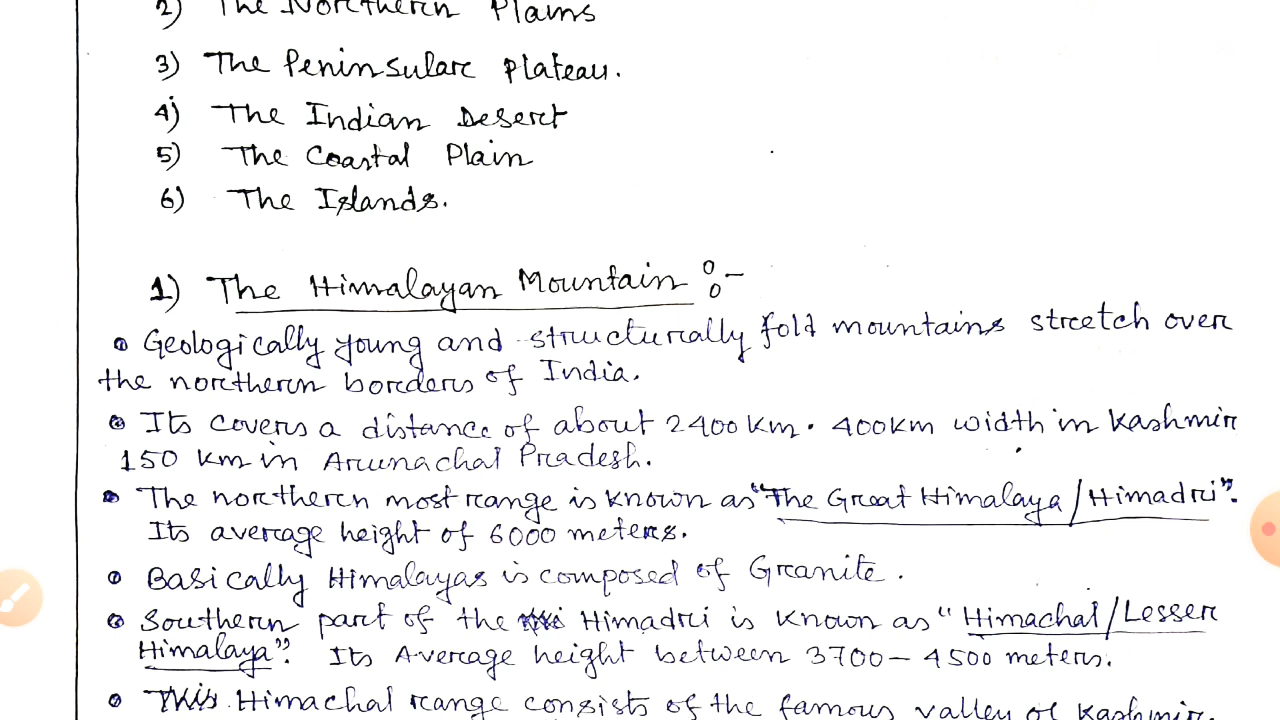 2) The Northern Plains
3) The Peninsular Plateau.
4) The Indian Desert
5) The Coastal Plain
6) The Islands.
1) The Himalayan Mountain :-
Geologically young and structurally fold mountains stretch over
the northern borders of India.
Its covers a distance of about 2400 km. 400km width in Kashmir
150 km in Arunachal Pradesh.
The northern most range is known as "The Great Himalaya/Himadri".
Its average height of 6000 meters.
Basically Himalayas is composed of Granite.
Southern part of the Himadri is known as "Himachal/Lesser
Himalaya". Its Average height between 3700-4500 meters.
This Himachal range consists of the famous valley of Kashmir.